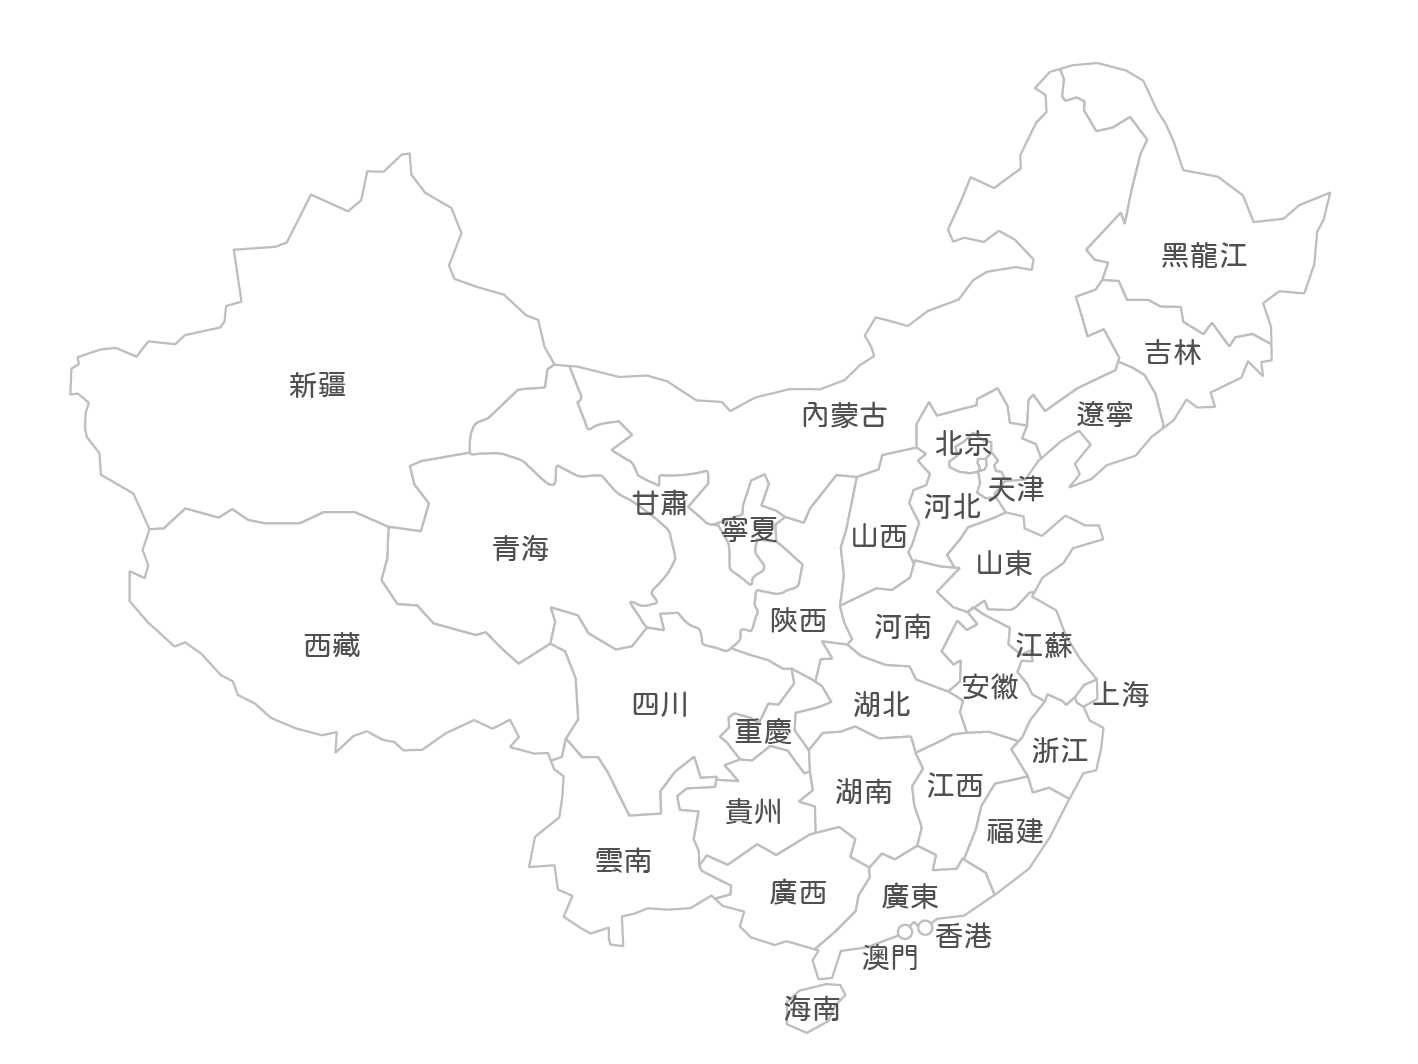 黑龍江
吉林
新疆
遼寧
內蒙古
北京
天津
甘肅
河北
寧夏
山西
青海
山東
陝西
河南
西藏
江蘇
安徽
上海
四川
湖北
重慶
浙江
江西
湖南
貴州
福建
雲南
廣西
廣東
香港
澳門
海南